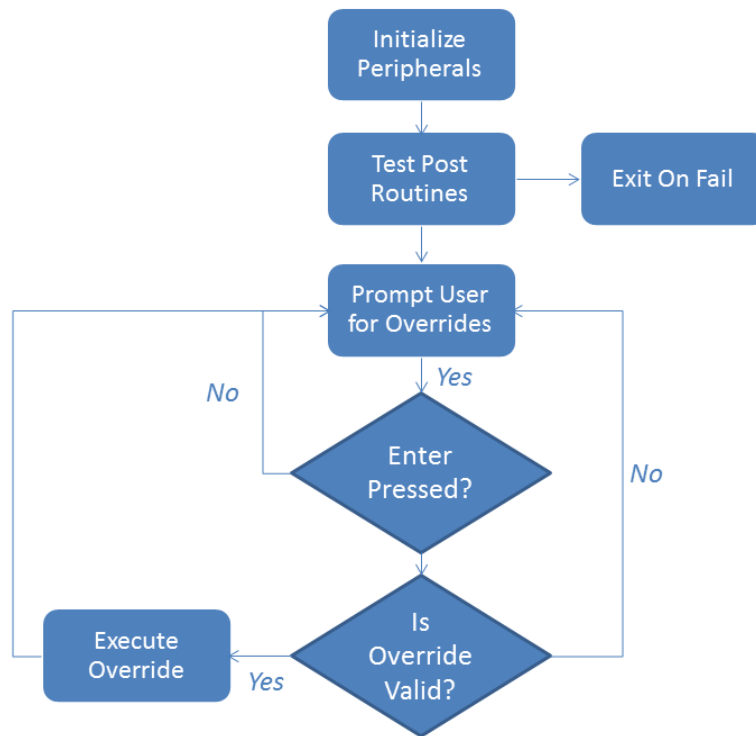 Initialize
Peripherals
Test Post
Routines
Exit On Fail
Prompt User
for Overrides
Yes
No
Enter
Pressed?
No
Is
Override
Valid?
Execute
Override
Yes